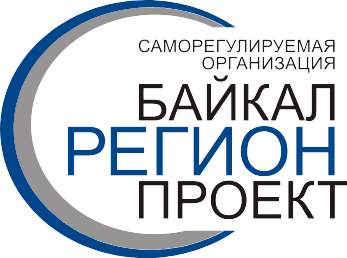 САМОРЕГУЛИРУЕМАЯ
ОРГАНИЗАЦИЯ
БАЙКАЛ
РЕГИОН
ПРОЕКТ